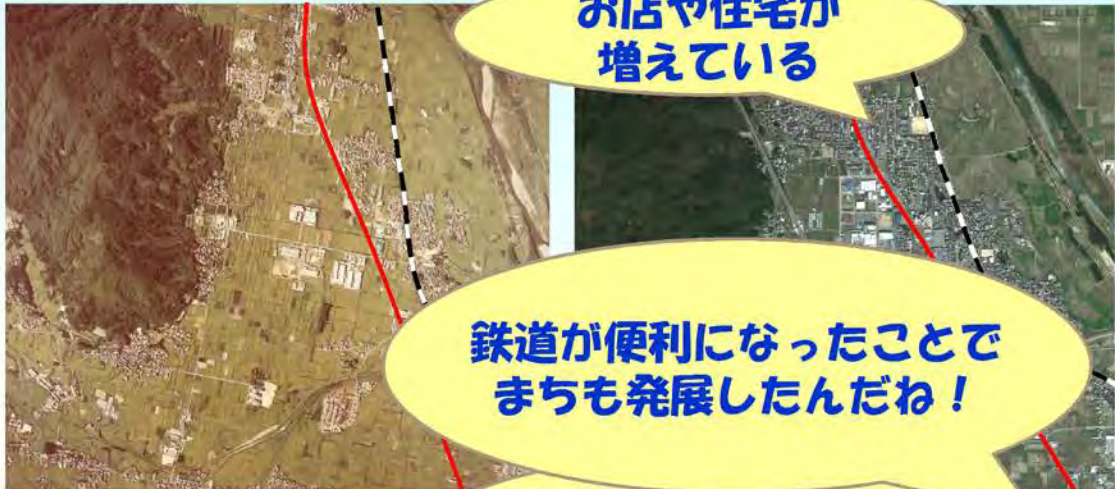 お店や住宅が
増えている
鉄道が便利になったことで
まちも発展したんだね！